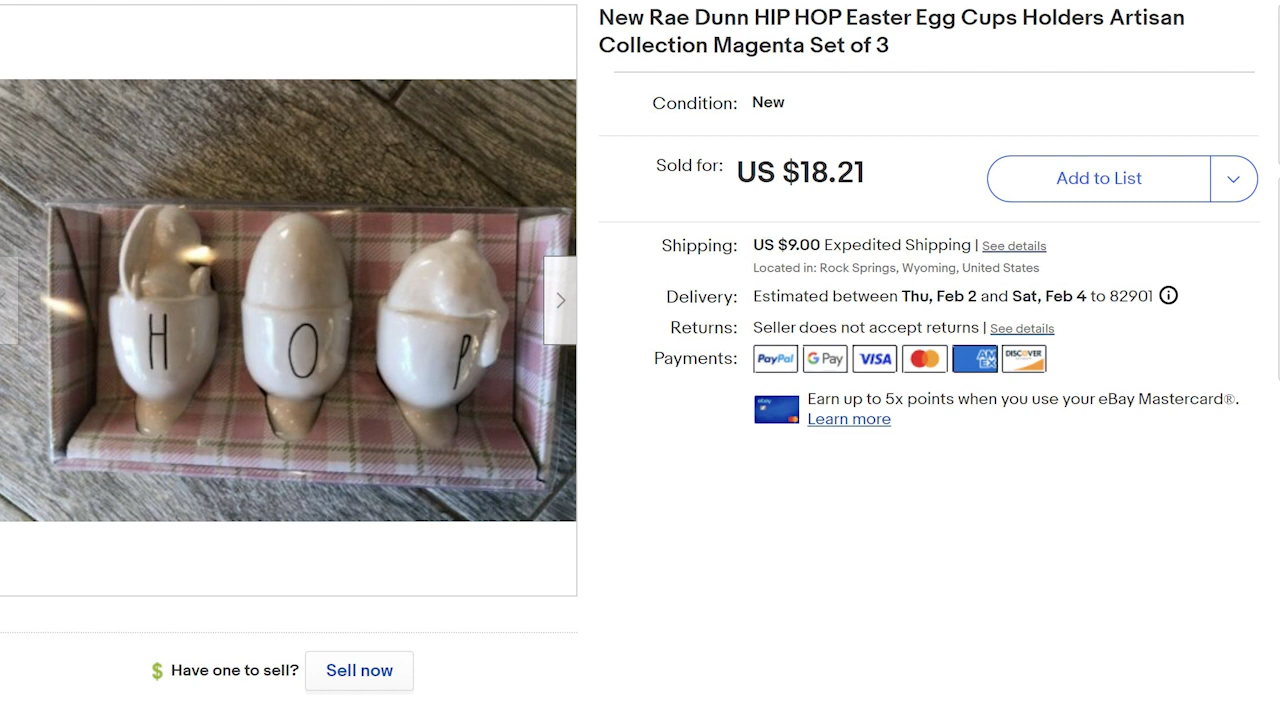 New Rae Dunn HIP HOP Easter Egg Cups Holders Artisan
Collection Magenta Set of 3
Condition: New
Sold for: US $18.21
Add to List
Shipping: US $9.00 Expedited Shipping | See details
Located in: Rock Springs, Wyoming, United States
Delivery: Estimated between Thu, Feb 2 and Sat, Feb 4 to 82901
Returns: Seller does not accept returns | See details
Payments: PayPal G Pay VISA AM EX DISCOVER
ebay
Earn up to 5x points when you use your eBay Mastercard®.
Learn more
H O P
$ Have one to sell? Sell now